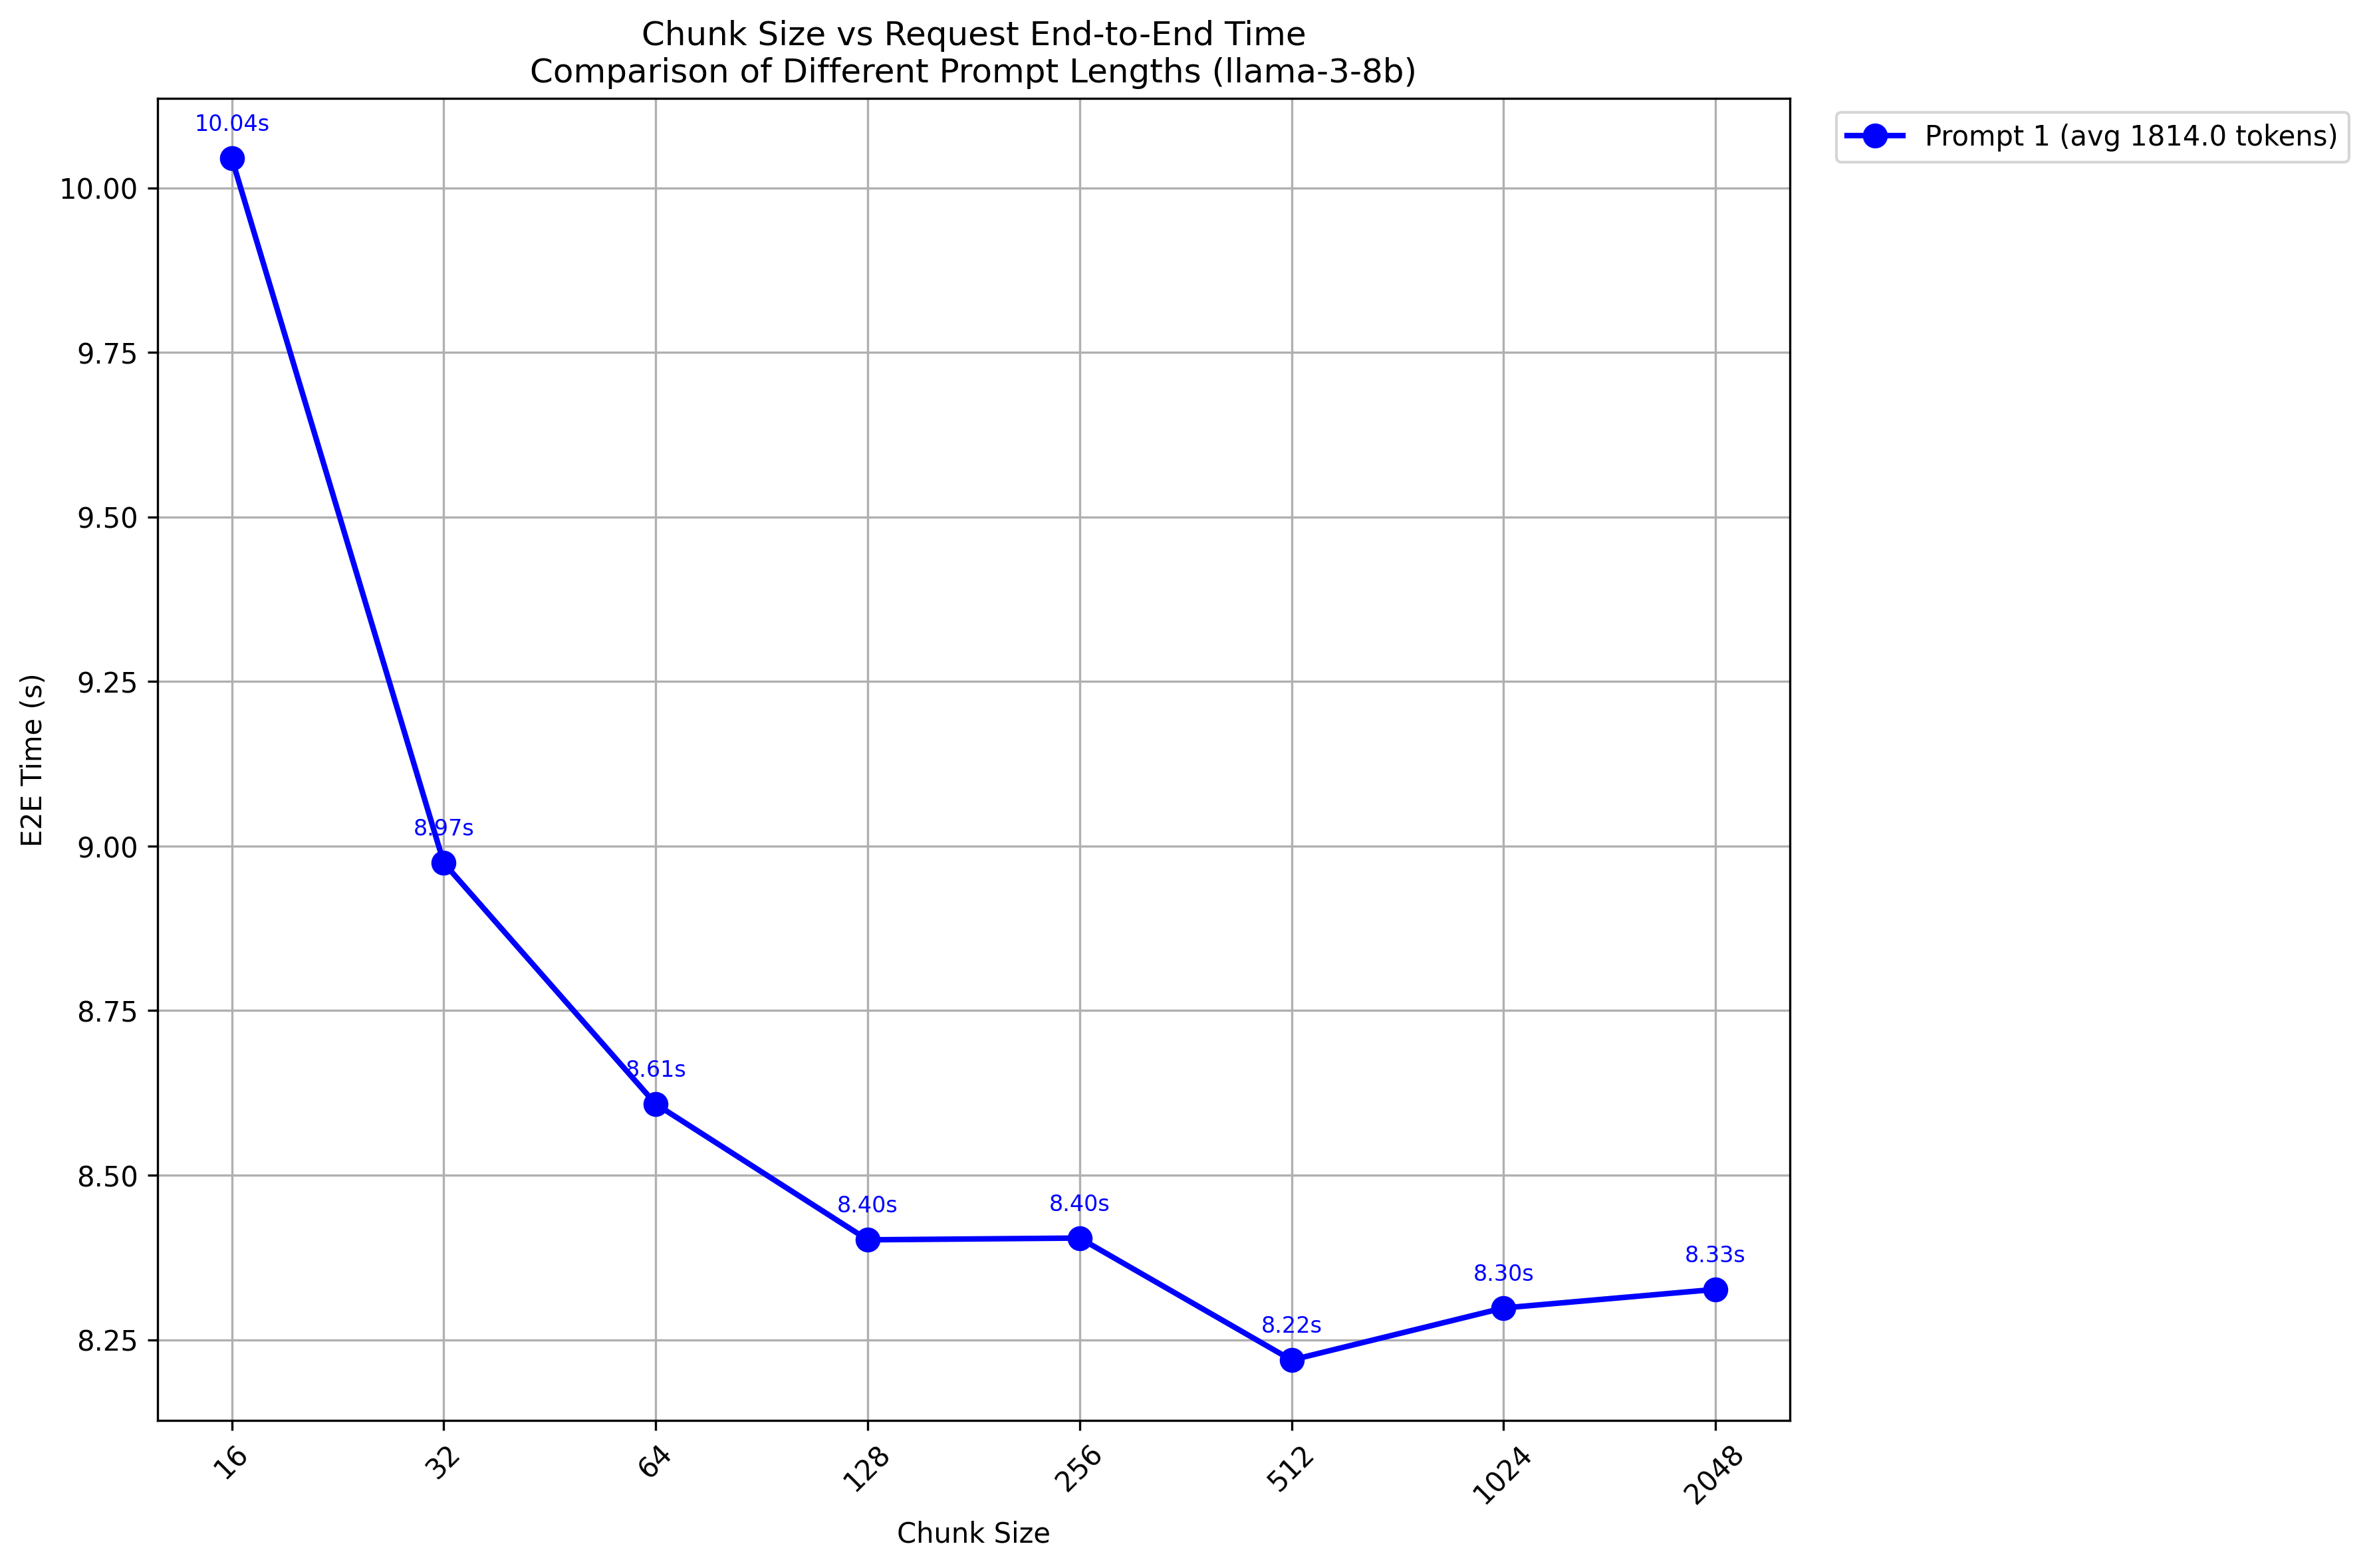 Chunk Size vs Request End-to-End Time
Comparison of Different Prompt Lengths (llama-3-8b)
Prompt 1 (avg 1814.0 tokens)
E2E Time (s)
10.00
9.75
9.50
9.25
9.00
8.75
8.50
8.25
10.04s
8.97s
8.61s
8.40s
8.40s
8.22s
8.30s
8.33s
16
32
64
128
256
512
1024
2048
Chunk Size